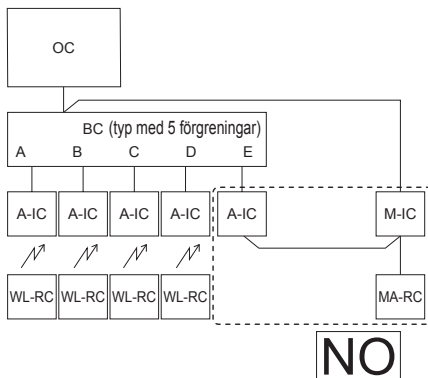 OC
BC (typ med 5 förgreningar)
A B C D E
A-IC A-IC A-IC A-IC A-IC M-IC
WL-RC WL-RC WL-RC WL-RC MA-RC
NO